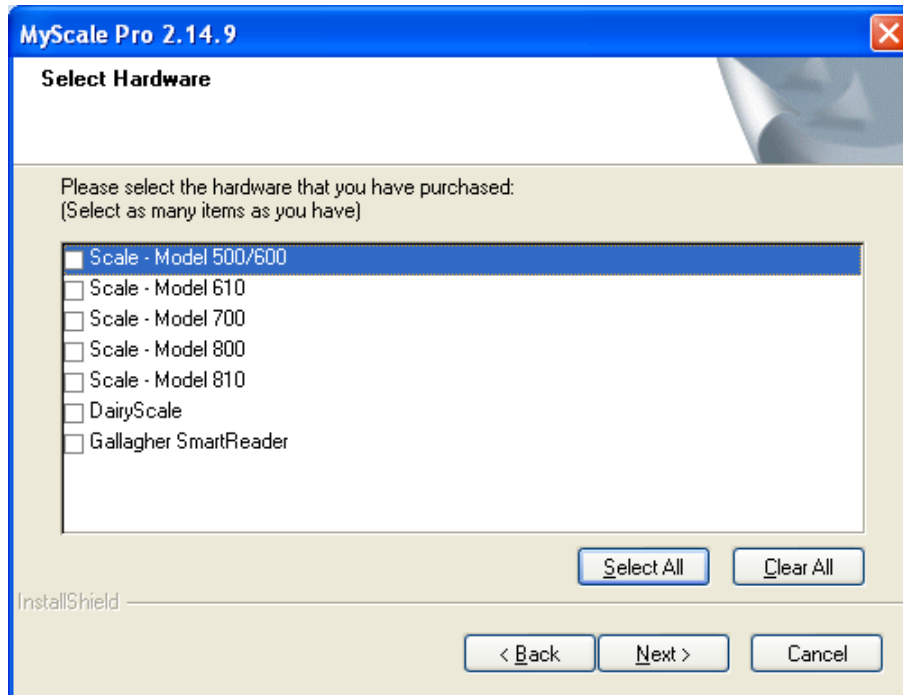 MyScale Pro 2.14.9
Select Hardware
Please select the hardware that you have purchased:
(Select as many items as you have)
Scale - Model 500/600
Scale - Model 610
Scale - Model 700
Scale - Model 800
Scale - Model 810
DairyScale
Gallagher SmartReader
Select All Clear All
InstallShield
< Back Next > Cancel